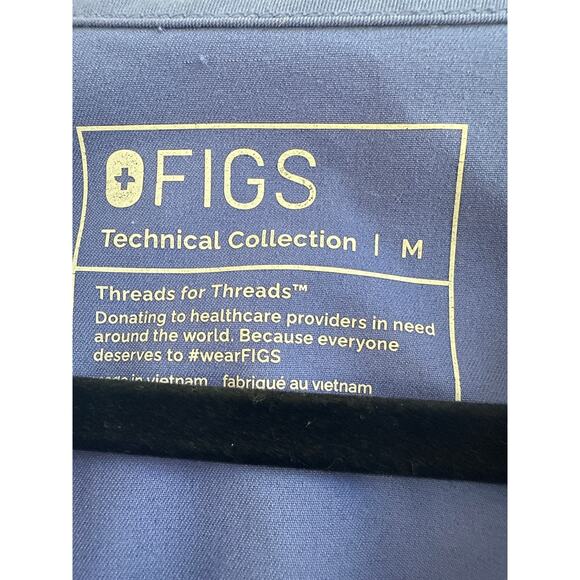 FIGS
Technical Collection | M
Threads for Threads™
Donating to healthcare providers in need
around the world. Because everyone
deserves to #wearFIGS
made in vietnam fabriqué au vietnam